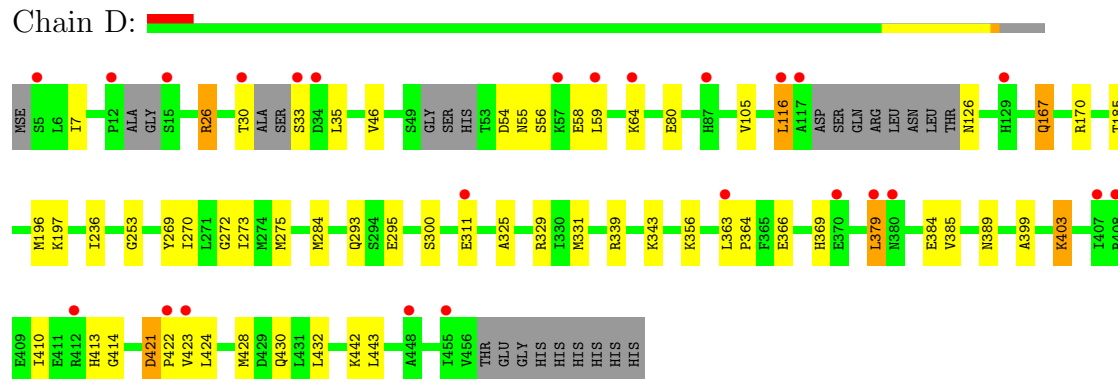 Chain D:
MSE S5 L6 I7 P12 ALA GLY S15 R26 T30 ALA SER S33 D34 L35 V46 S49 GLY SER HIS T53 D54 N55 S56 K57 E58 L59 K64 E80 H87 V105 L116 A117 ASP SER GLN ARG LEU ASN LEU THR N126 H129 Q167 R170 T185
M196 K197 I236 G253 Y269 I270 L271 G272 I273 M274 M275 M284 Q293 S294 E295 S300 E311 A325 R329 I330 M331 R339 K343 K356 L363 P364 F365 E366 H369 E370 L379 N380 E384 V385 N389 A399 K403 I407
E409 I410 E411 R412 H413 G414 D421 P422 V423 L424 M428 D429 Q430 L431 L432 K442 L443 A448 I455 V456 THR GLU GLY HIS HIS HIS HIS HIS HIS